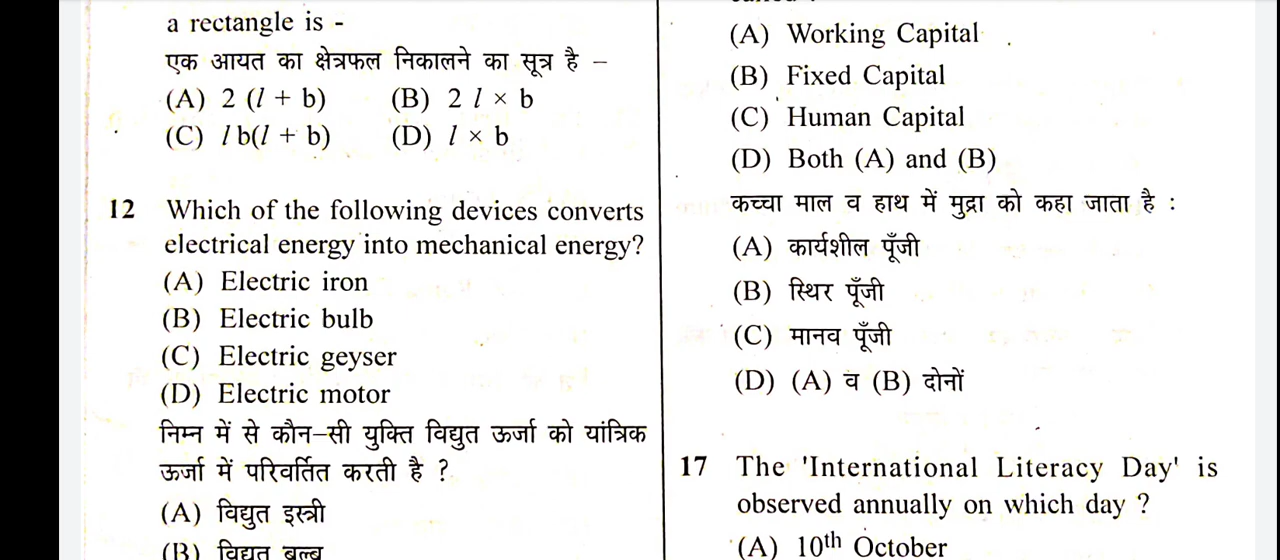 a rectangle is -
एक आयत का क्षेत्रफल निकालने का सूत्र है –
(A) 2 (l + b) (B) 2 l × b
(C) l b(l + b) (D) l × b
12 Which of the following devices converts
electrical energy into mechanical energy?
(A) Electric iron
(B) Electric bulb
(C) Electric geyser
(D) Electric motor
निम्न में से कौन-सी युक्ति विद्युत ऊर्जा को यांत्रिक
ऊर्जा में परिवर्तित करती है ?
(A) विद्युत इस्त्री
(B) विद्युत बल्ब
(A) Working Capital
(B) Fixed Capital
(C) Human Capital
(D) Both (A) and (B)
कच्चा माल व हाथ में मुद्रा को कहा जाता है :
(A) कार्यशील पूँजी
(B) स्थिर पूँजी
(C) मानव पूँजी
(D) (A) व (B) दोनों
17 The 'International Literacy Day' is
observed annually on which day ?
(A) 10th October